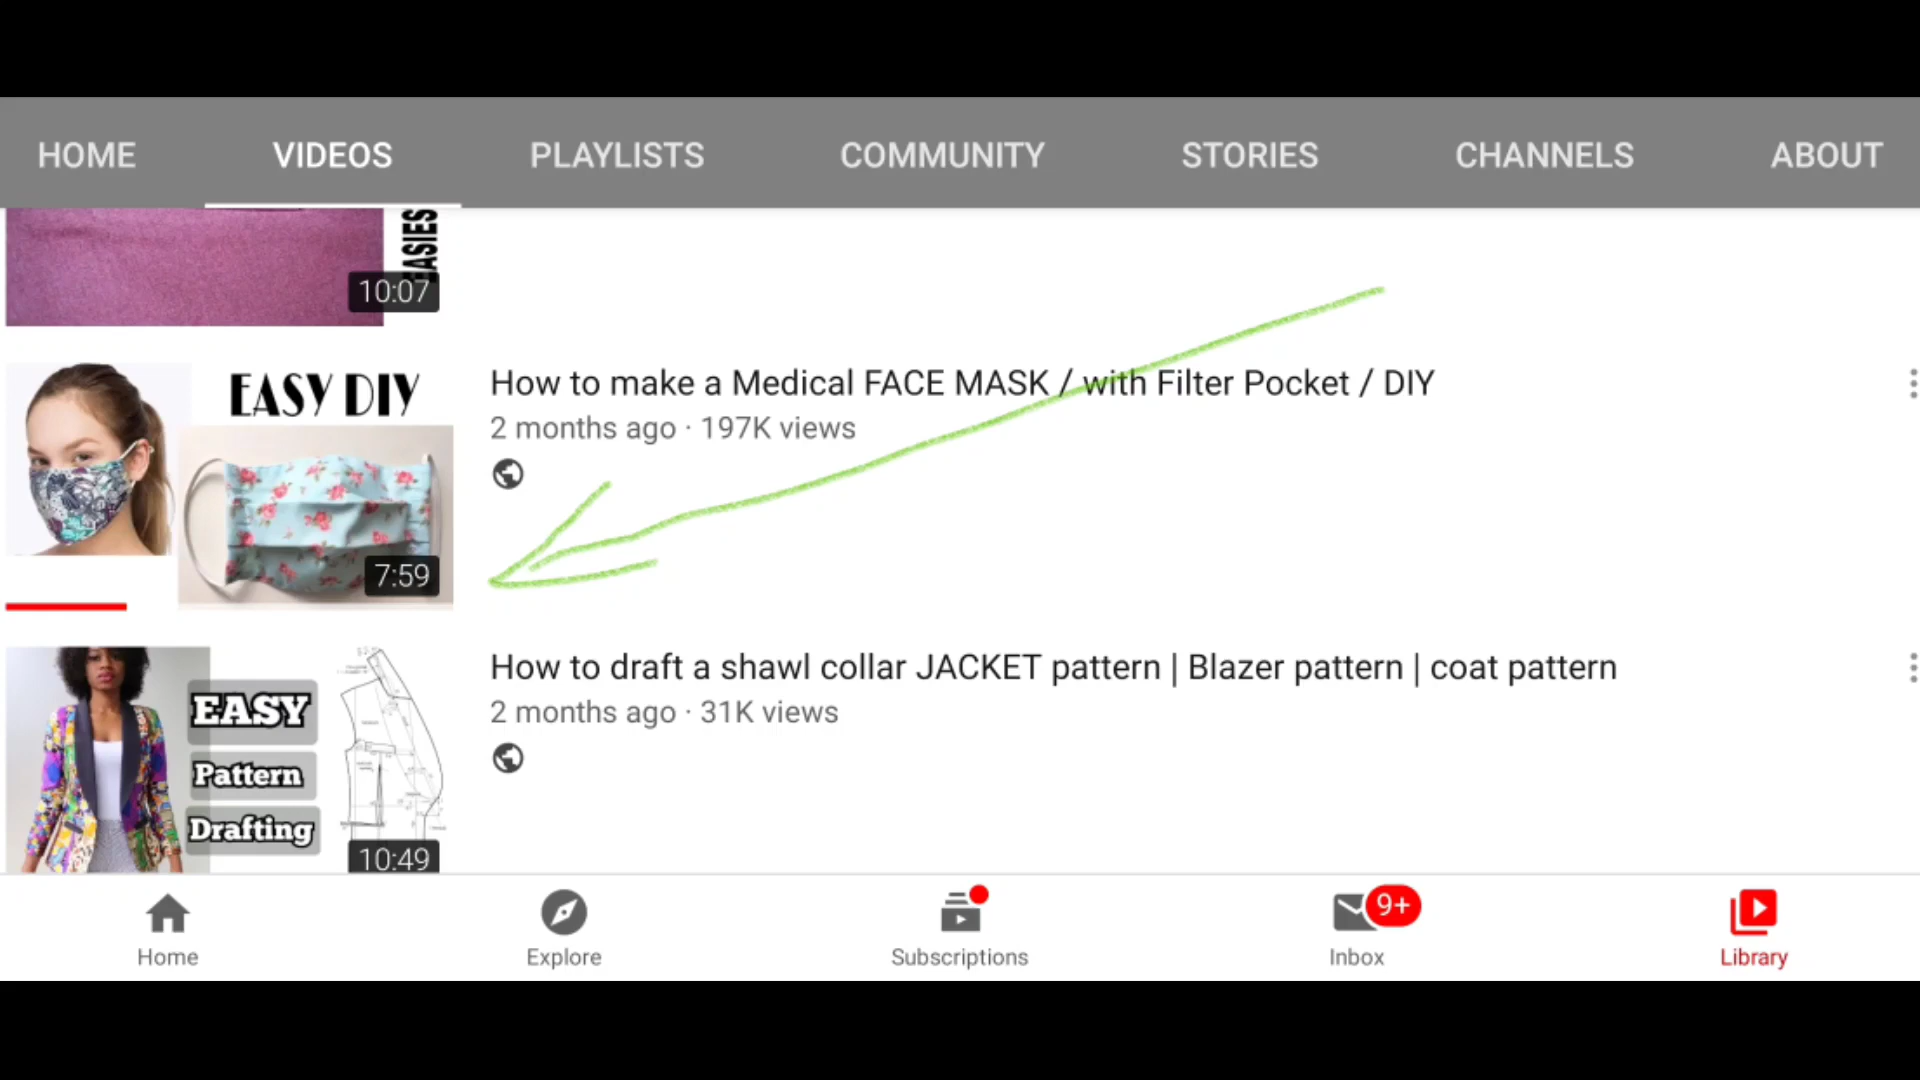 HOME VIDEOS PLAYLISTS COMMUNITY STORIES CHANNELS ABOUT
EASIES
10:07
EASY DIY
7:59
How to make a Medical FACE MASK / with Filter Pocket / DIY
2 months ago · 197K views
EASY
Pattern
Drafting
10:49
How to draft a shawl collar JACKET pattern | Blazer pattern | coat pattern
2 months ago · 31K views
9+
Home Explore Subscriptions Inbox Library